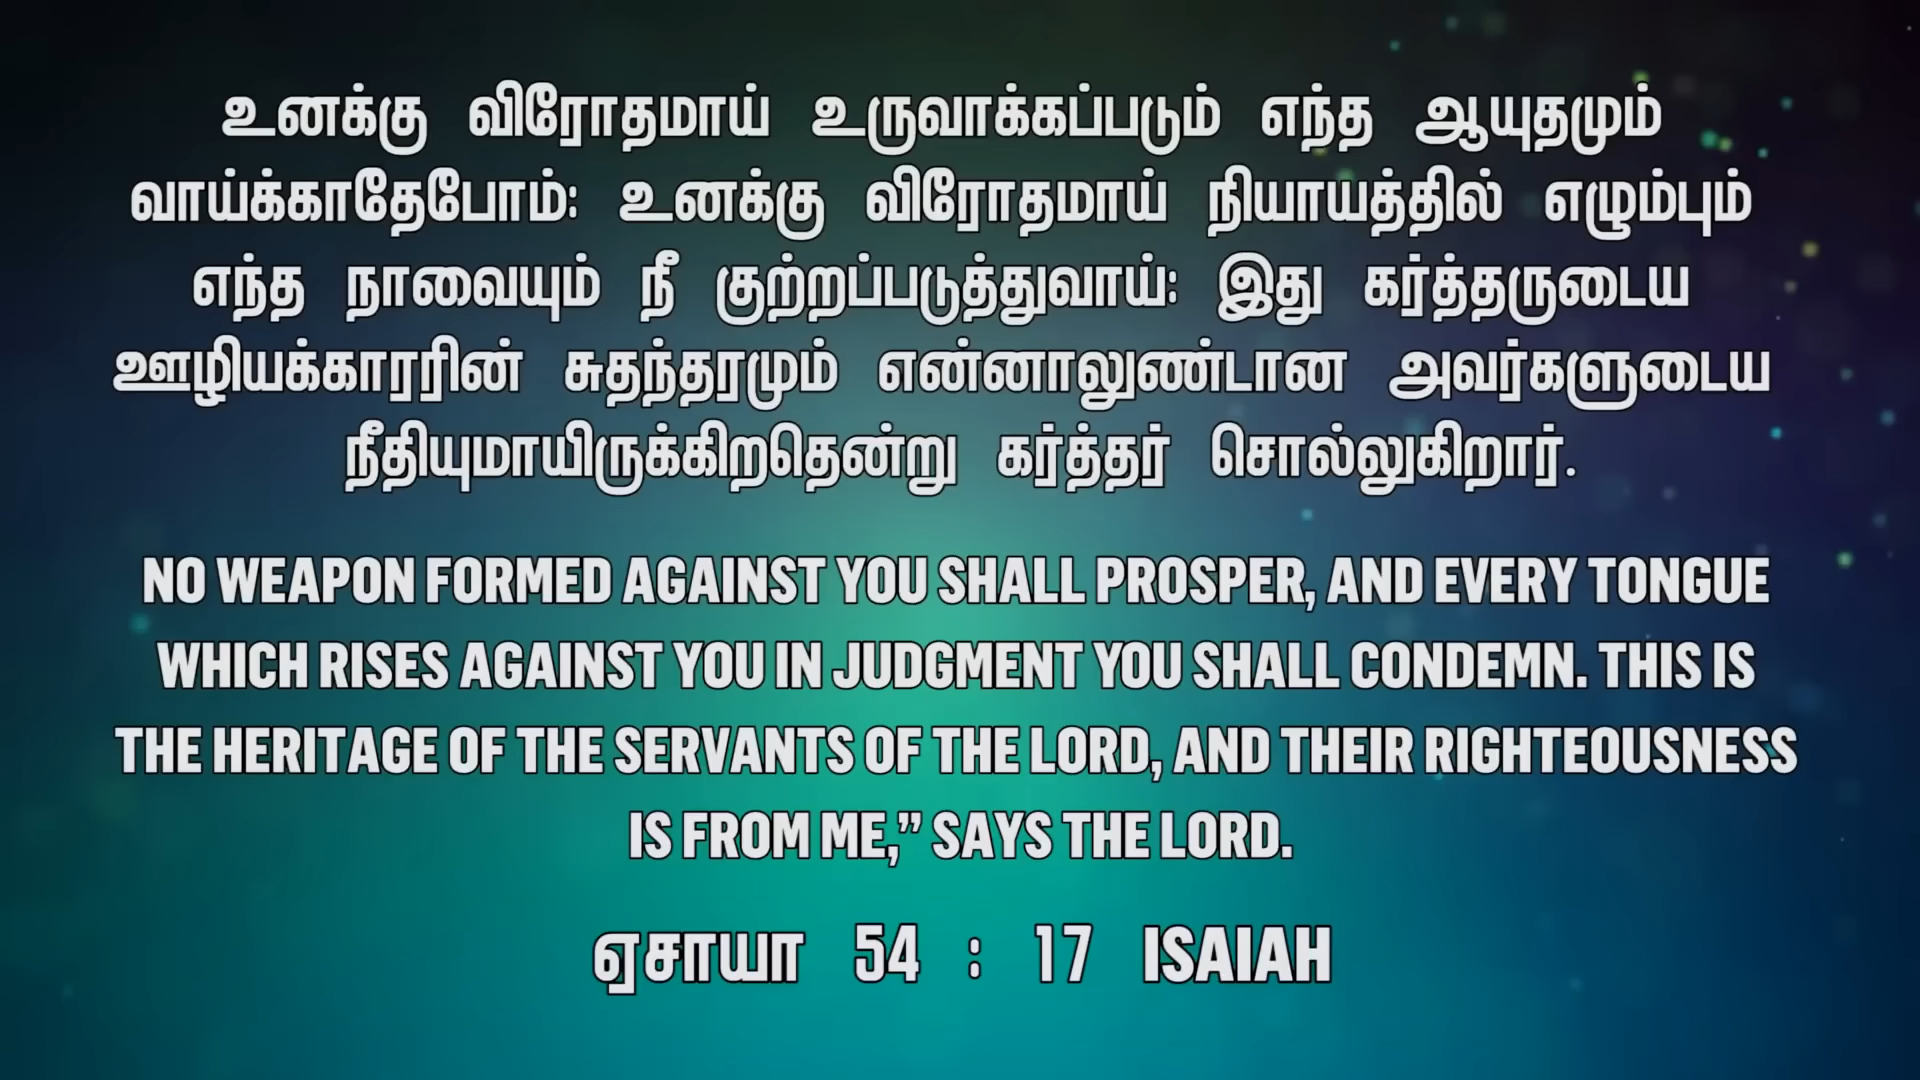 உனக்கு விரோதமாய் உருவாக்கப்படும் எந்த ஆயுதமும்
வாய்க்காதேபோம்: உனக்கு விரோதமாய் நியாயத்தில் எழும்பும்
எந்த நாவையும் நீ குற்றப்படுத்துவாய்: இது கர்த்தருடைய
ஊழியக்காரரின் சுதந்தரமும் என்னாலுண்டான அவர்களுடைய
நீதியுமாயிருக்கிறதென்று கர்த்தர் சொல்லுகிறார்.
NO WEAPON FORMED AGAINST YOU SHALL PROSPER, AND EVERY TONGUE
WHICH RISES AGAINST YOU IN JUDGMENT YOU SHALL CONDEMN. THIS IS
THE HERITAGE OF THE SERVANTS OF THE LORD, AND THEIR RIGHTEOUSNESS
IS FROM ME,” SAYS THE LORD.
ஏசாயா 54 : 17 ISAIAH